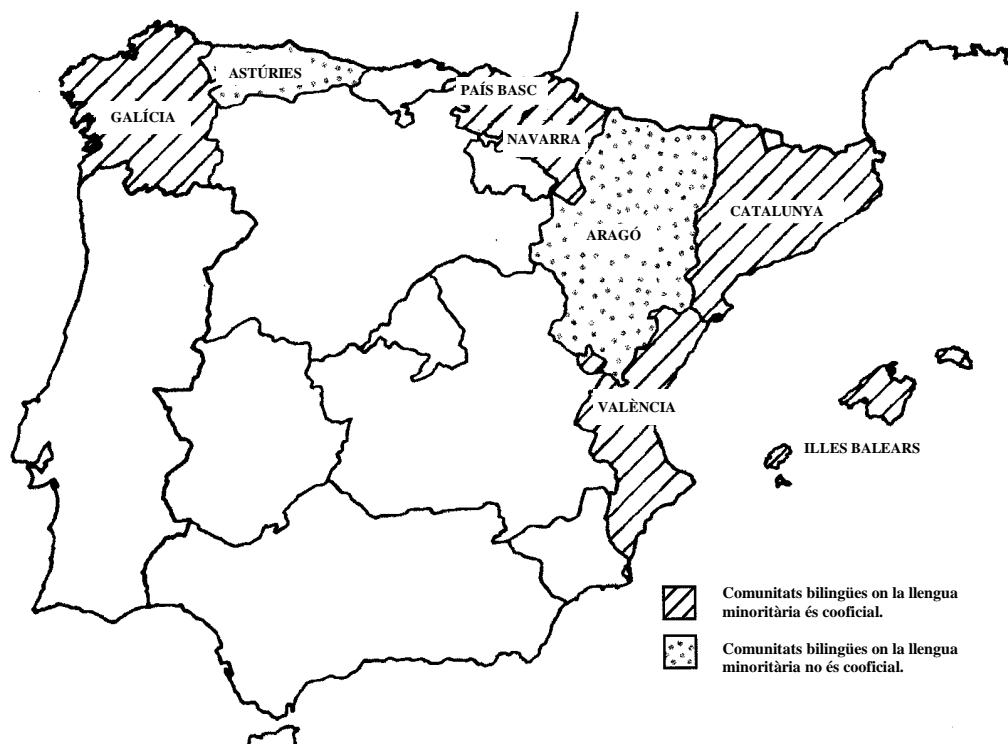 ASTÚRIES
PAÍS BASC
GALÍCIA
NAVARRA
CATALUNYA
ARAGÓ
VALÈNCIA
ILLES BALEARS
Comunitats bilingües on la llengua
minoritària és cooficial.
Comunitats bilingües on la llengua
minoritària no és cooficial.